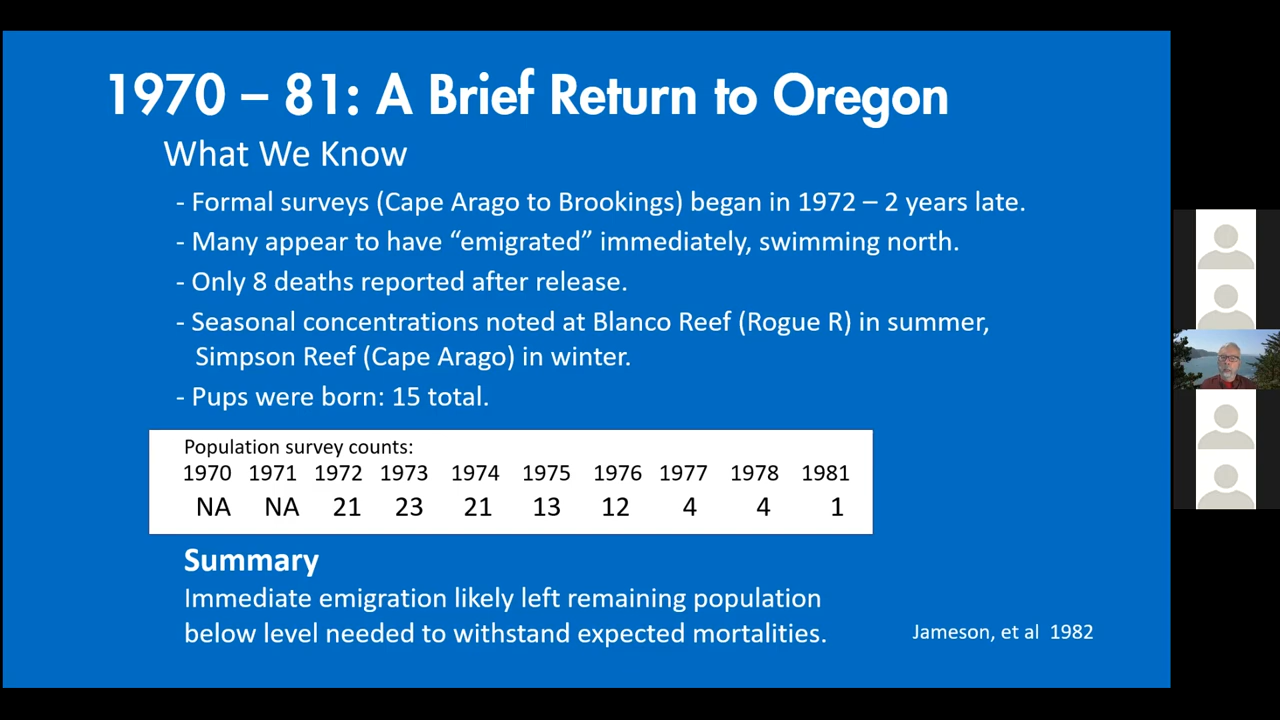 1970 – 81: A Brief Return to Oregon
What We Know
- Formal surveys (Cape Arago to Brookings) began in 1972 – 2 years late.
- Many appear to have “emigrated” immediately, swimming north.
- Only 8 deaths reported after release.
- Seasonal concentrations noted at Blanco Reef (Rogue R) in summer,
Simpson Reef (Cape Arago) in winter.
- Pups were born: 15 total.
Population survey counts:
1970 1971 1972 1973 1974 1975 1976 1977 1978 1981
NA NA 21 23 21 13 12 4 4 1
Summary
Immediate emigration likely left remaining population
below level needed to withstand expected mortalities.
Jameson, et al 1982